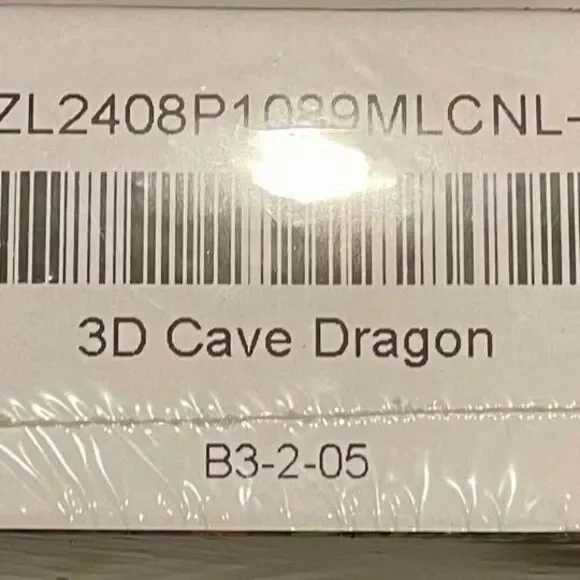 ZL2408P1089MLCNL-
3D Cave Dragon
B3-2-05